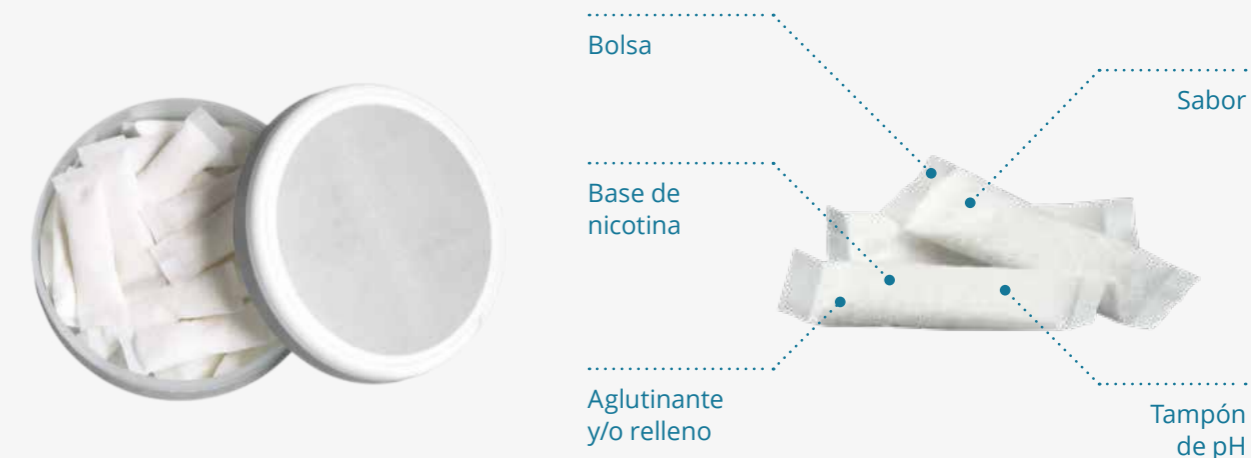 Bolsa
Sabor
Base de
nicotina
Aglutinante
y/o relleno
Tampón
de pH